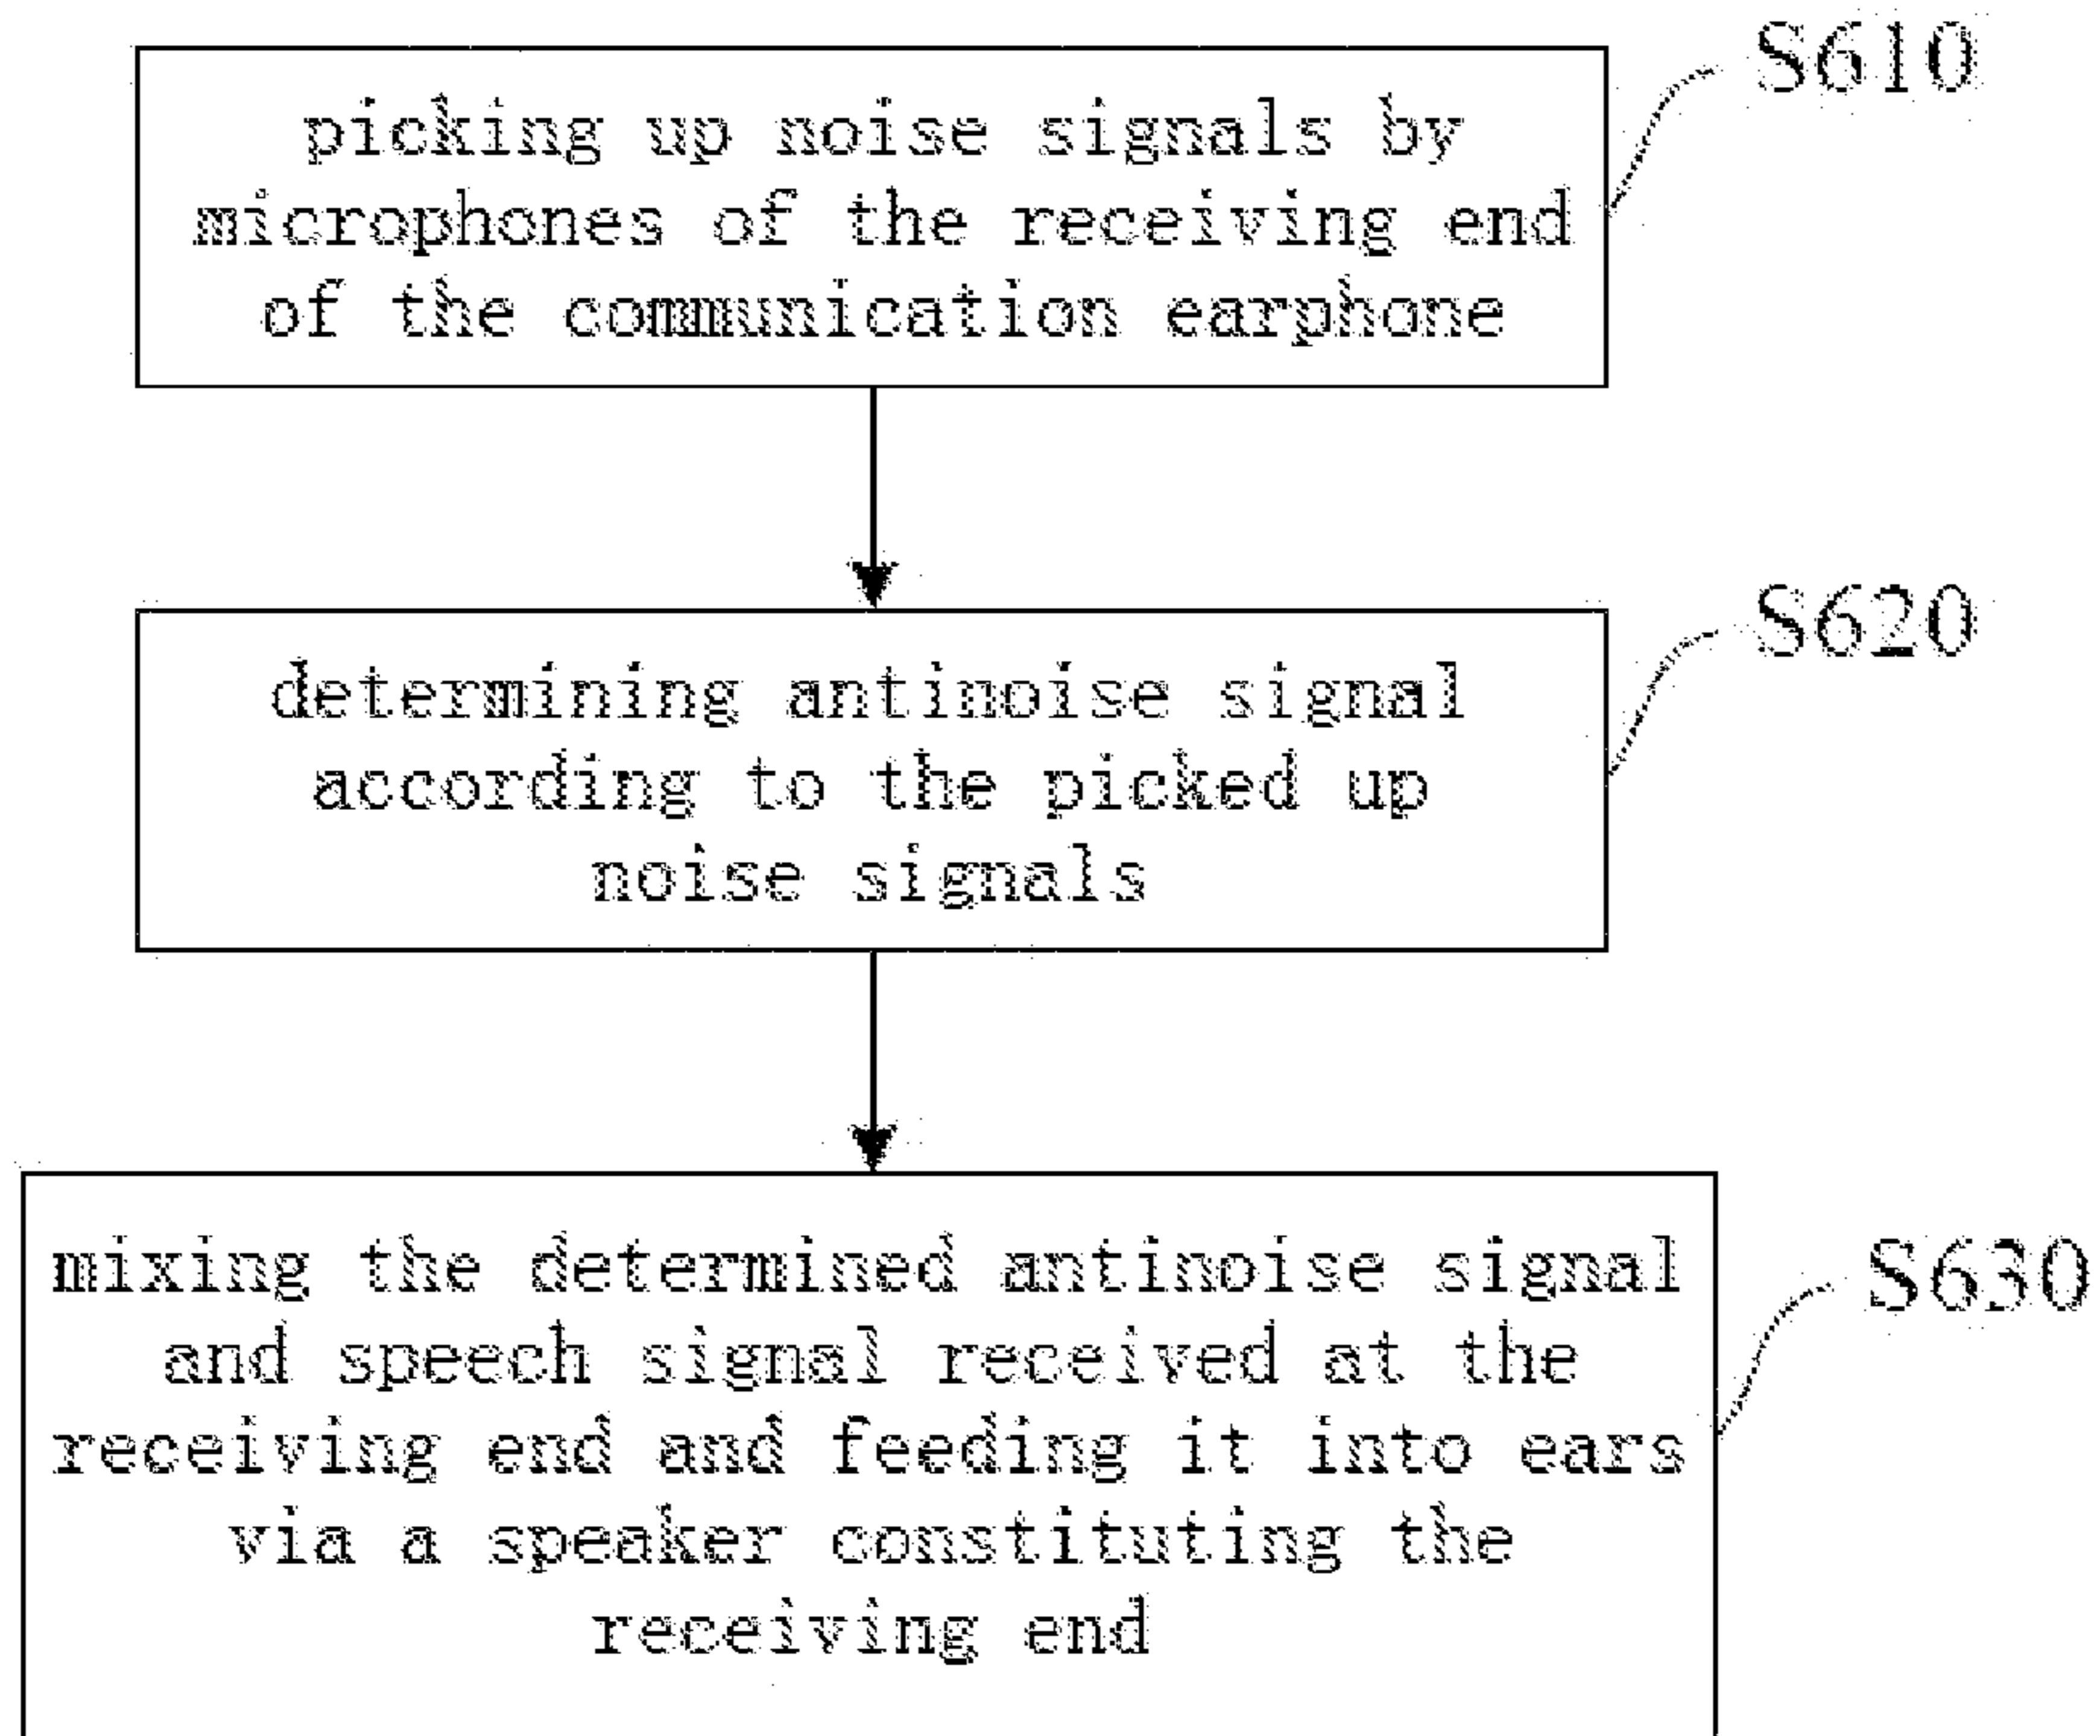 S610
picking up noise signals by
microphones of the receiving end
of the communication earphone
S620
determining antinoise signal
according to the picked up
noise signals
S630
mixing the determined antinoise signal
and speech signal received at the
receiving end and feeding it into ears
via a speaker constituting the
receiving end